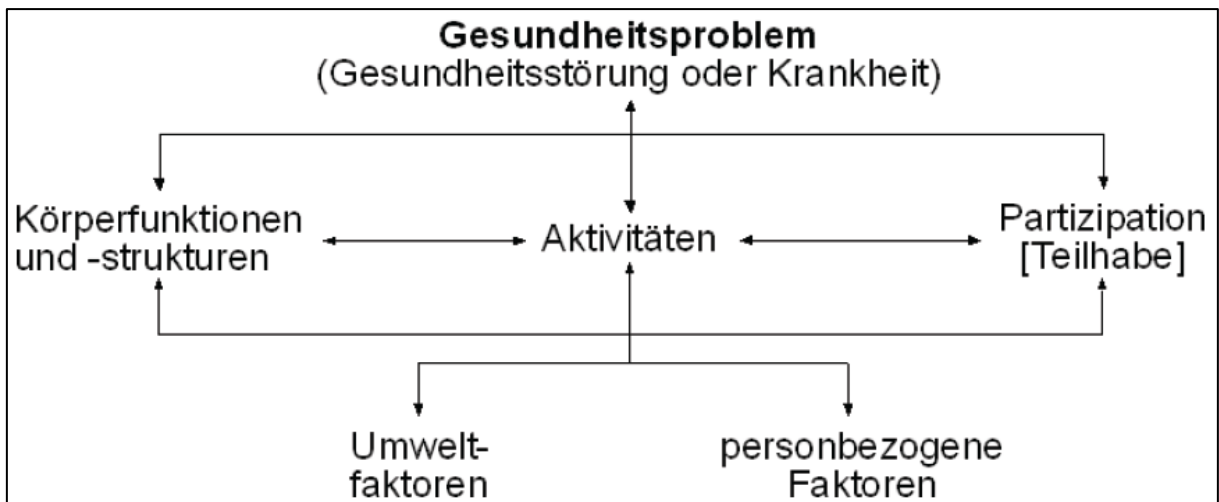 Gesundheitsproblem
(Gesundheitsstörung oder Krankheit)
Körperfunktionen
und -strukturen
Aktivitäten
Partizipation
[Teilhabe]
Umwelt-
faktoren
personbezogene
Faktoren